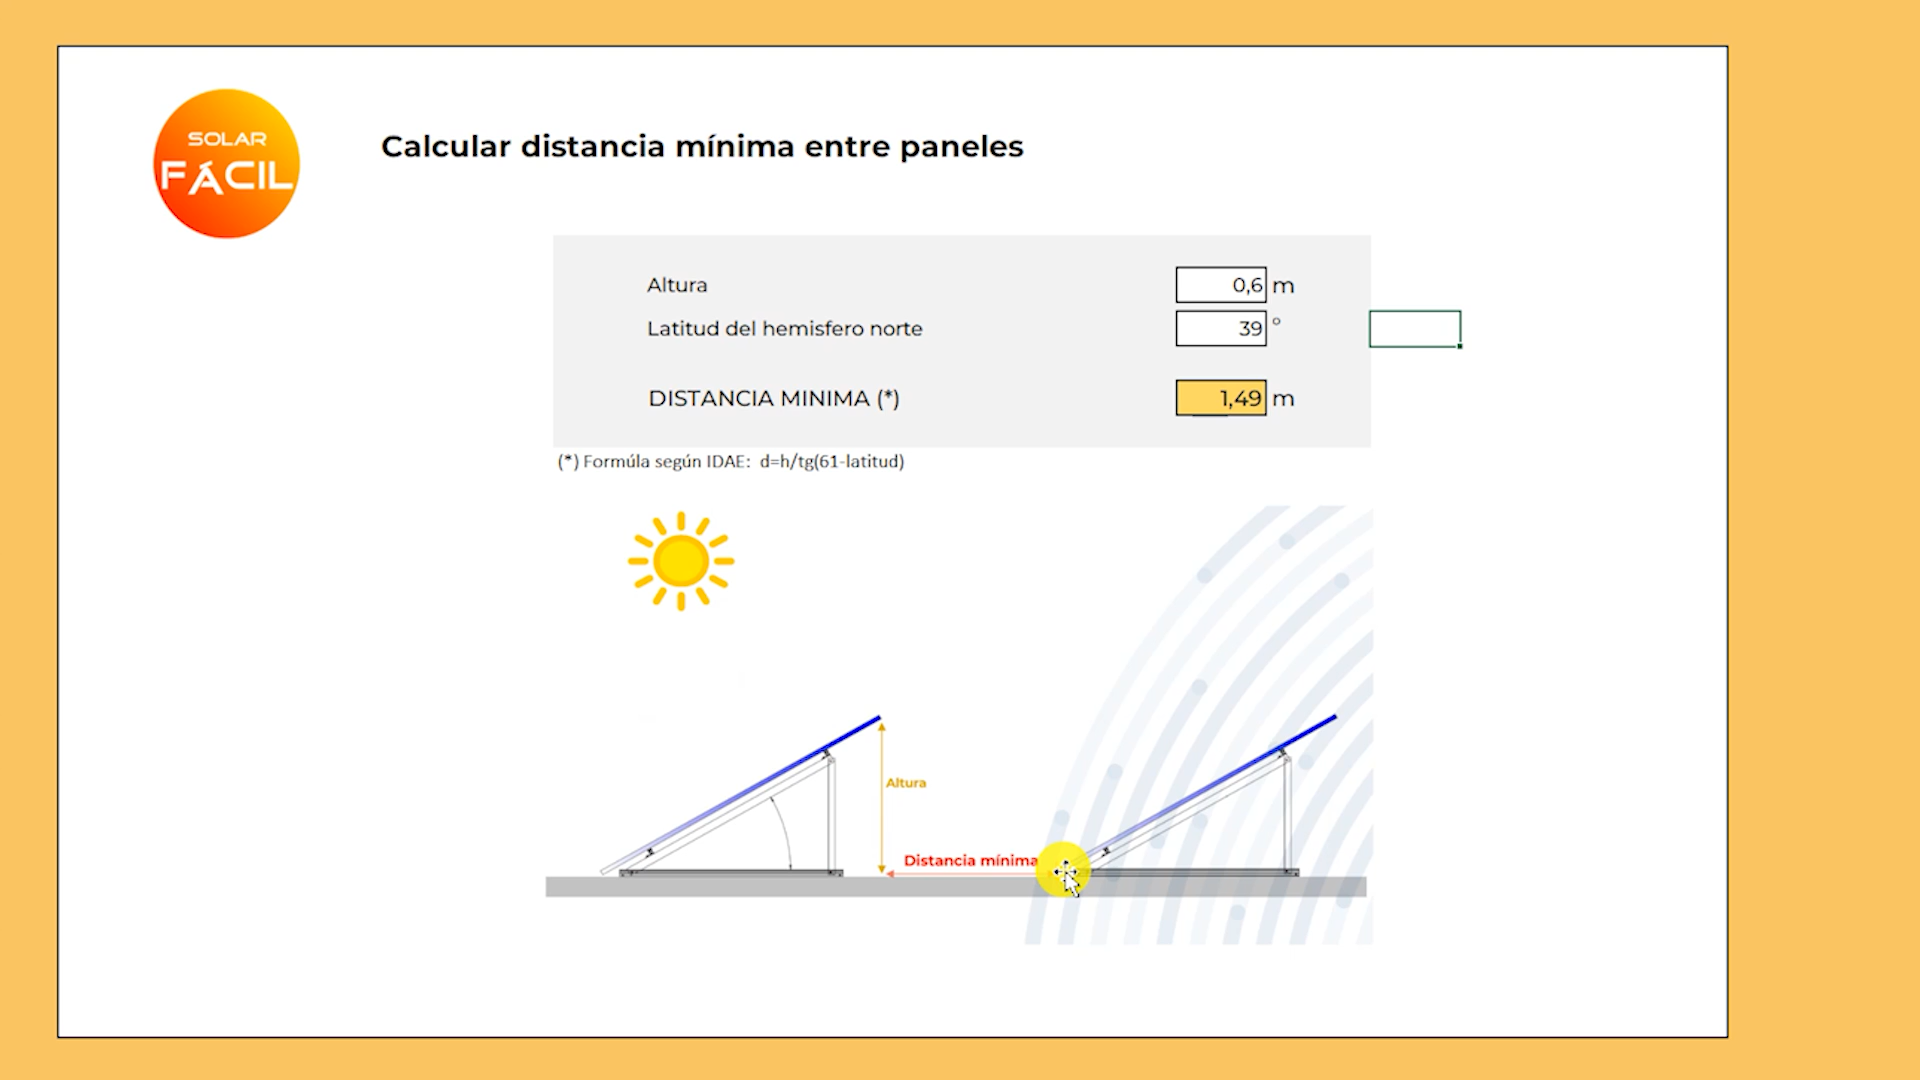 SOLAR
FÁCIL
Calcular distancia mínima entre paneles
Altura 0,6 m
Latitud del hemisfero norte 39 °
DISTANCIA MINIMA (*) 1,49 m
(*) Formúla según IDAE: d=h/tg(61-latitud)
Altura
Distancia mínima